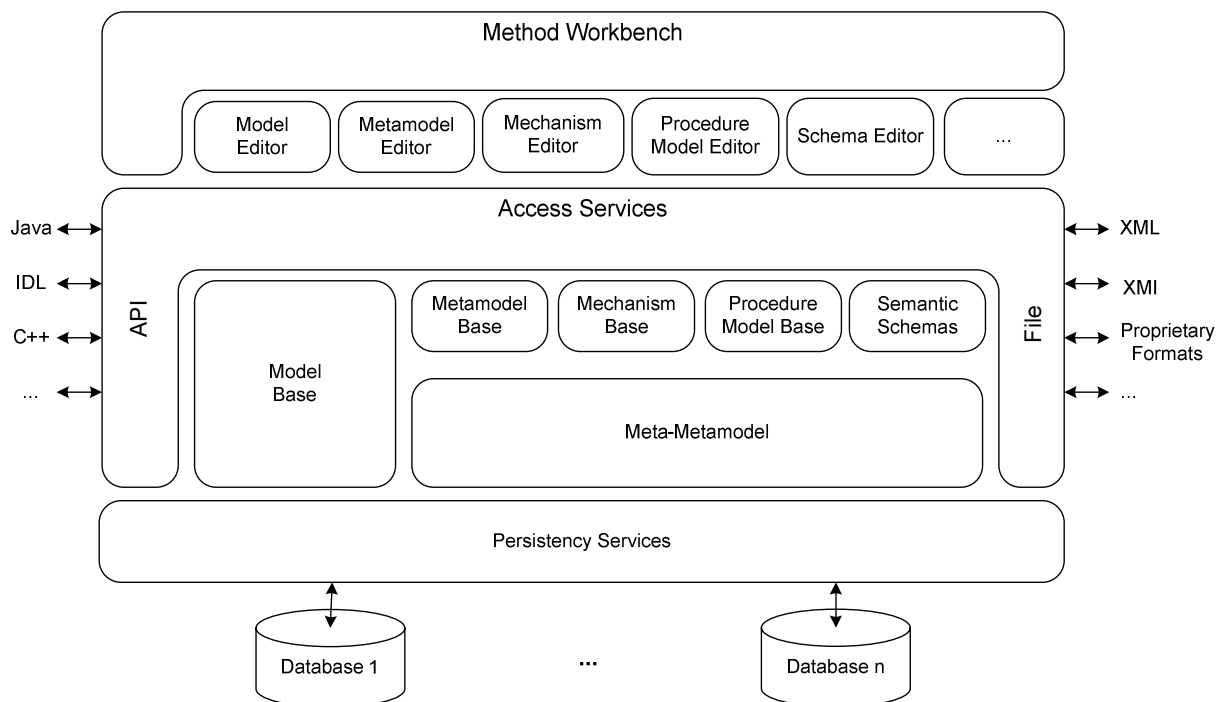 Method Workbench
Model
Editor
Metamodel
Editor
Mechanism
Editor
Procedure
Model Editor
Schema Editor
...
Access Services
Java
IDL
C++
...
API
Model
Base
Metamodel
Base
Mechanism
Base
Procedure
Model Base
Semantic
Schemas
Meta-Metamodel
File
XML
XMI
Proprietary
Formats
...
Persistency Services
Database 1
...
Database n